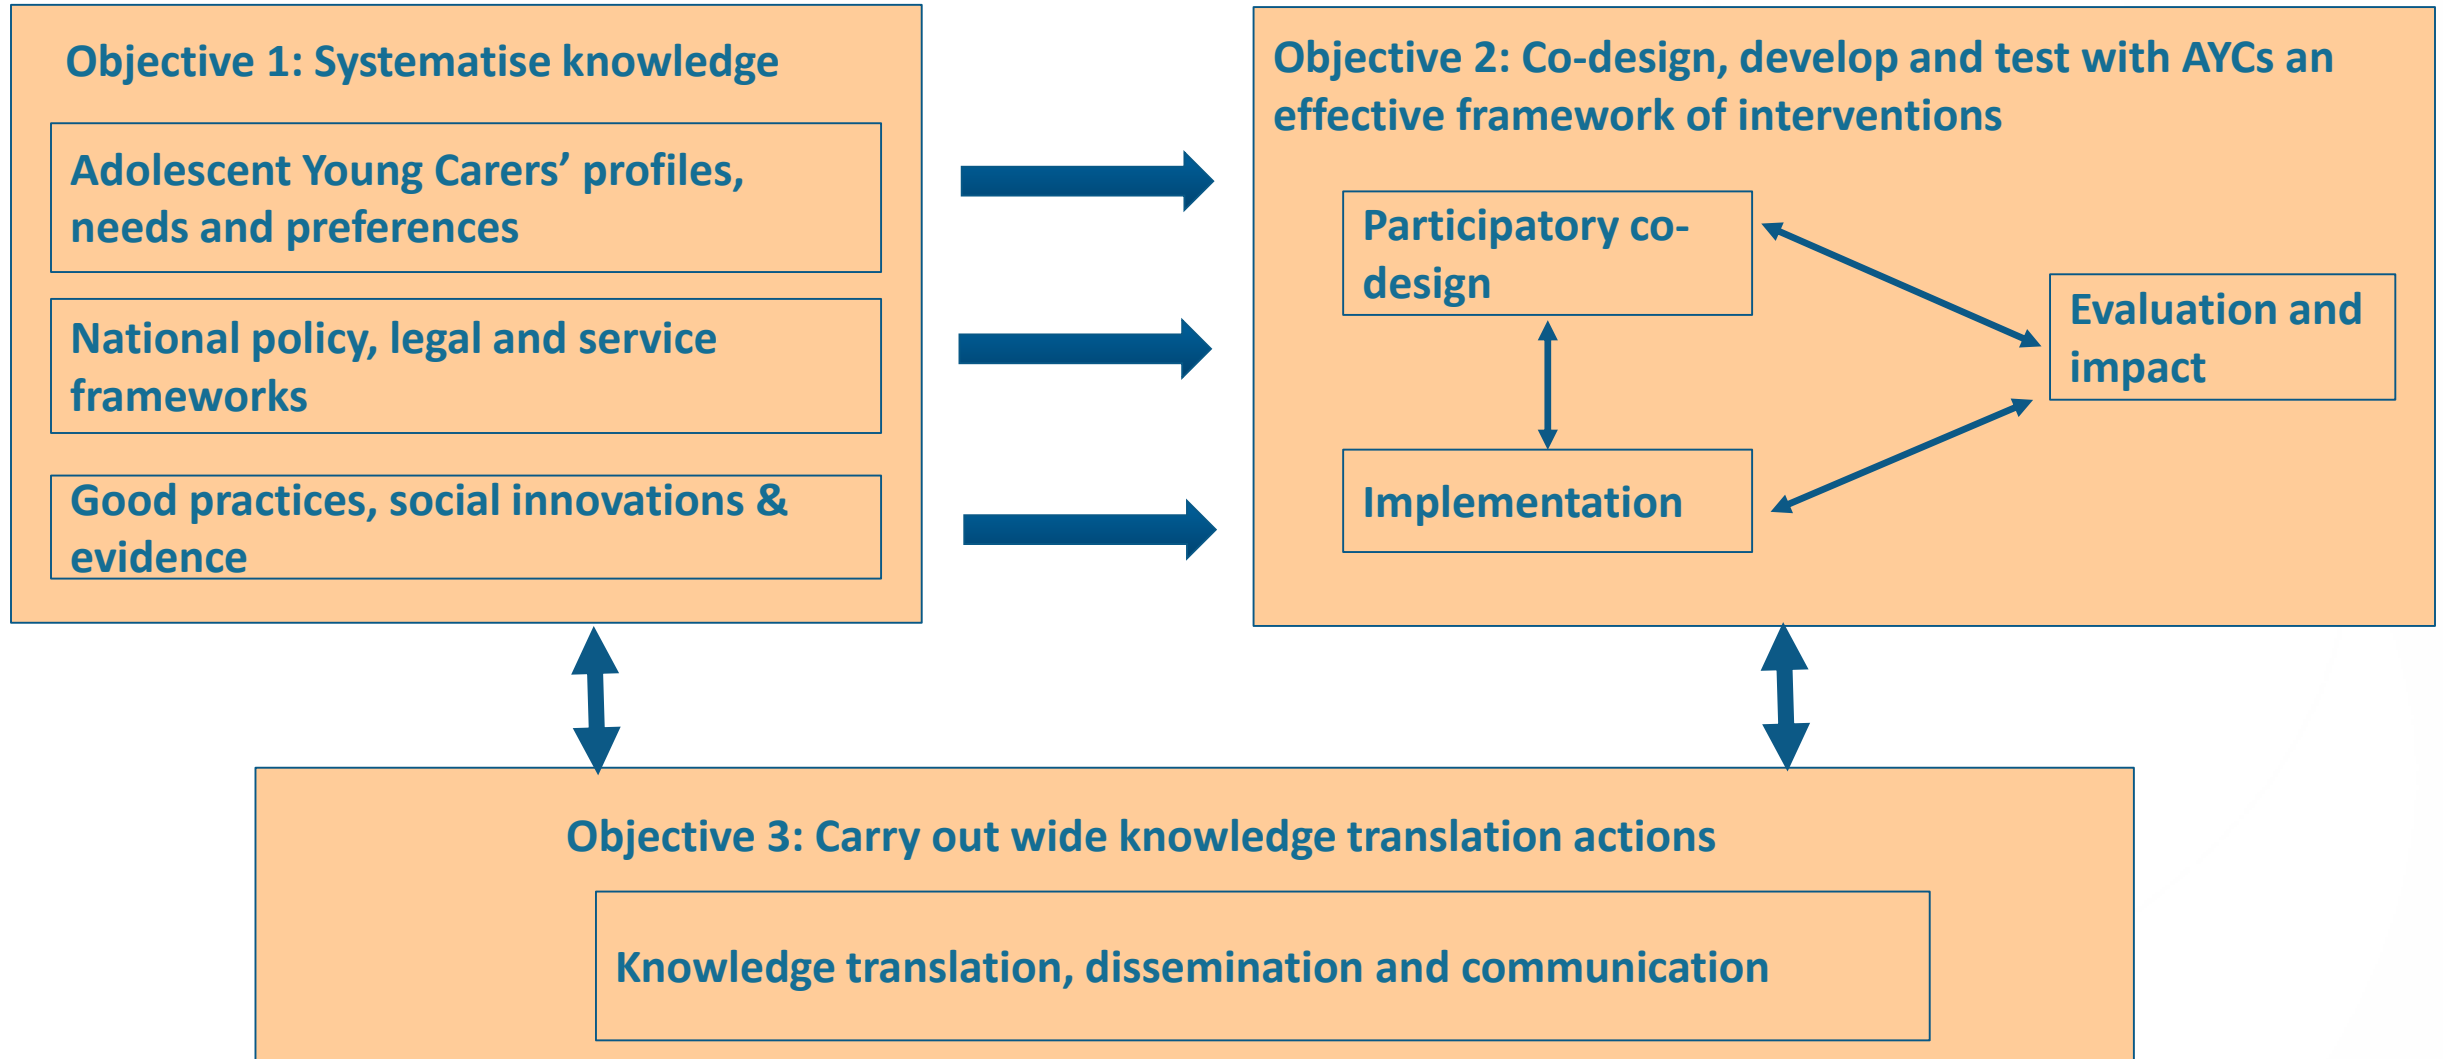 Objective 1: Systematise knowledge
Adolescent Young Carers’ profiles,
needs and preferences
National policy, legal and service
frameworks
Good practices, social innovations &
evidence
Objective 2: Co-design, develop and test with AYCs an
effective framework of interventions
Participatory co-
design
Implementation
Evaluation and
impact
Objective 3: Carry out wide knowledge translation actions
Knowledge translation, dissemination and communication